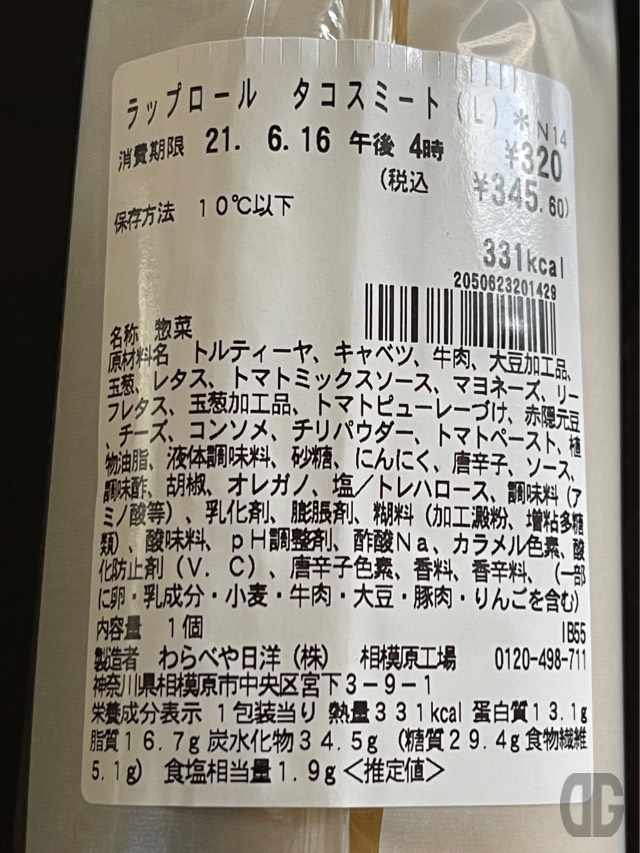 ラップロール タコスミート(L)* N14
消費期限 21. 6.16 午後 4時 ¥320
(税込 ¥345.60)
保存方法 10℃以下
331kcal
2050623201429
名称 惣菜
原材料名 トルティーヤ、キャベツ、牛肉、大豆加工品、
玉葱、レタス、トマトミックスソース、マヨネーズ、リー
フレタス、玉葱加工品、トマトピューレーづけ、赤隠元豆
、チーズ、コンソメ、チリパウダー、トマトペースト、植
物油脂、液体調味料、砂糖、にんにく、唐辛子、ソース、
調味酢、胡椒、オレガノ、塩/トレハロース、調味料(ア
ミノ酸等)、乳化剤、膨脹剤、糊料(加工澱粉、増粘多糖
類)、酸味料、pH調整剤、酢酸Na、カラメル色素、酸
化防止剤(V.C)、唐辛子色素、香料、香辛料、(一部
に卵・乳成分・小麦・牛肉・大豆・豚肉・りんごを含む)
内容量 1個 IB55
製造者 わらべや日洋(株) 相模原工場 0120-498-711
神奈川県相模原市中央区宮下3-9-1
栄養成分表示 1包装当り 熱量331kcal 蛋白質13.1g
脂質16.7g 炭水化物34.5g (糖質29.4g 食物繊維
5.1g) 食塩相当量1.9g<推定値>
DG